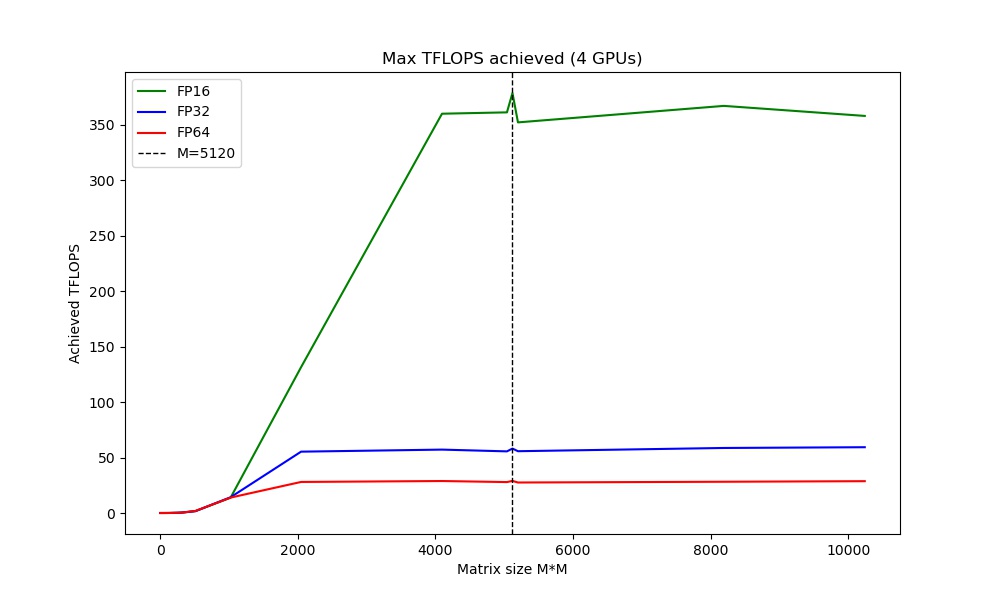 Max TFLOPS achieved (4 GPUs)
FP16
FP32
FP64
M=5120
Achieved TFLOPS
350
300
250
200
150
100
50
0
0 2000 4000 6000 8000 10000
Matrix size M*M